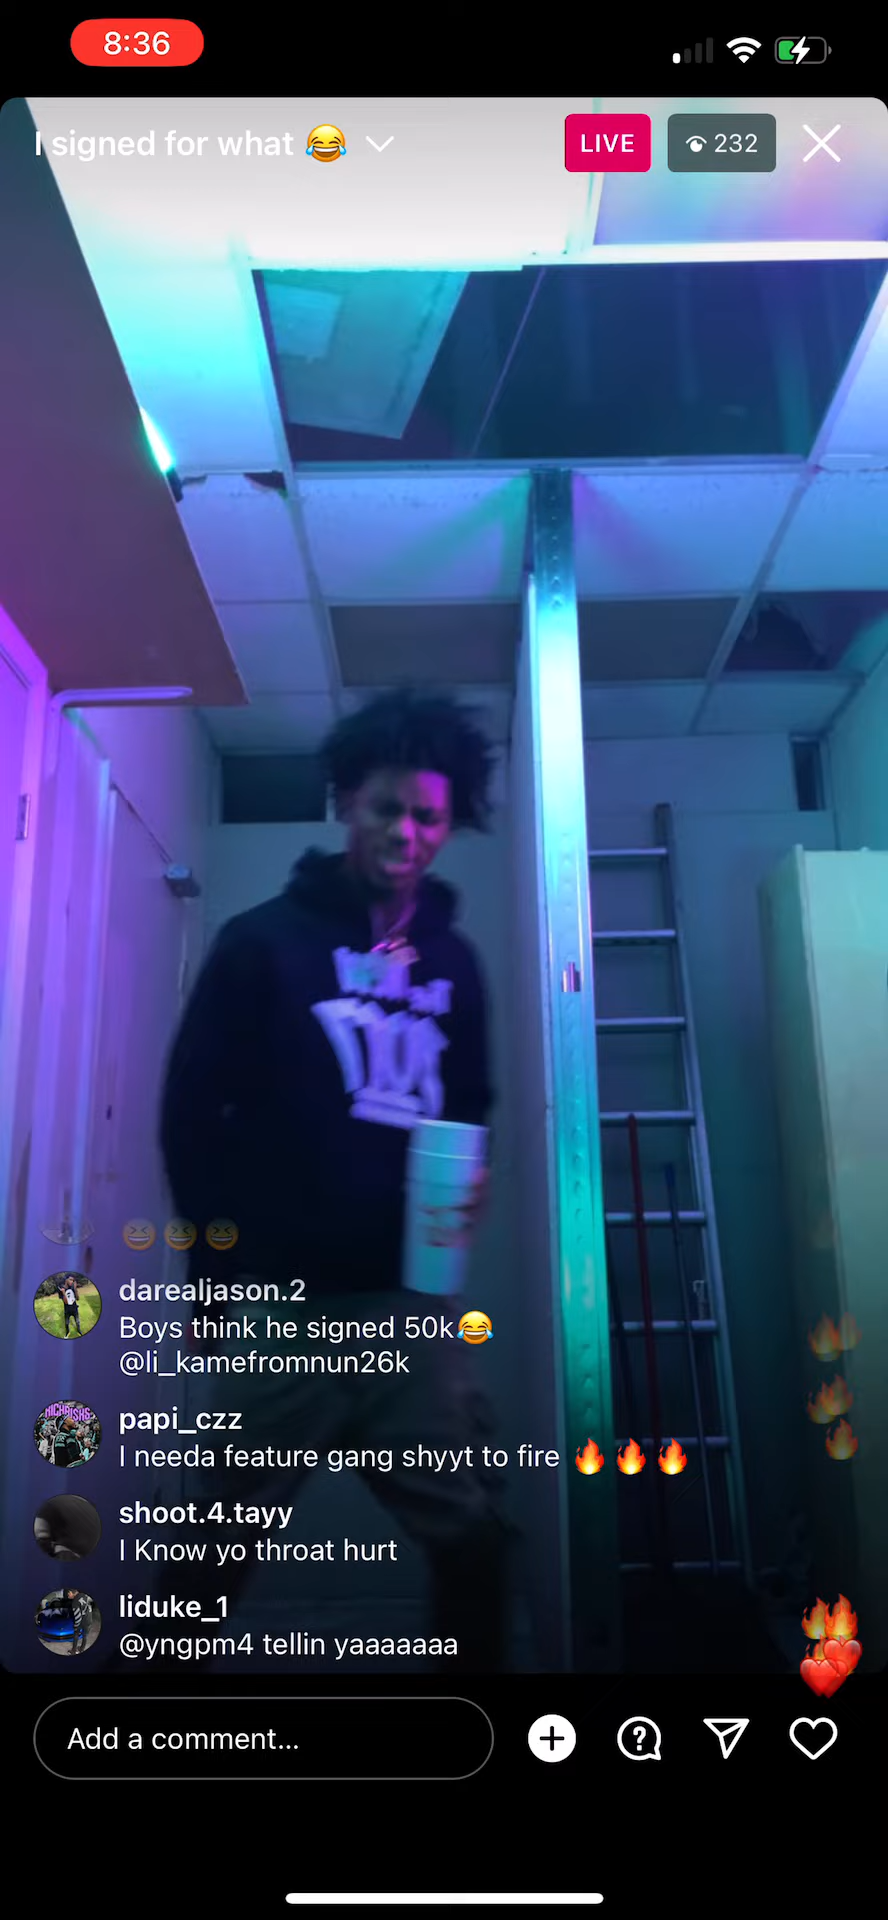 8:36
I signed for what 😂
LIVE
232
😆😆😆
darealjason.2
Boys think he signed 50k😂
@li_kamefromnun26k
papi_czz
I needa feature gang shyyt to fire 🔥🔥🔥
shoot.4.tayy
I Know yo throat hurt
liduke_1
@yngpm4 tellin yaaaaaaa
Add a comment...